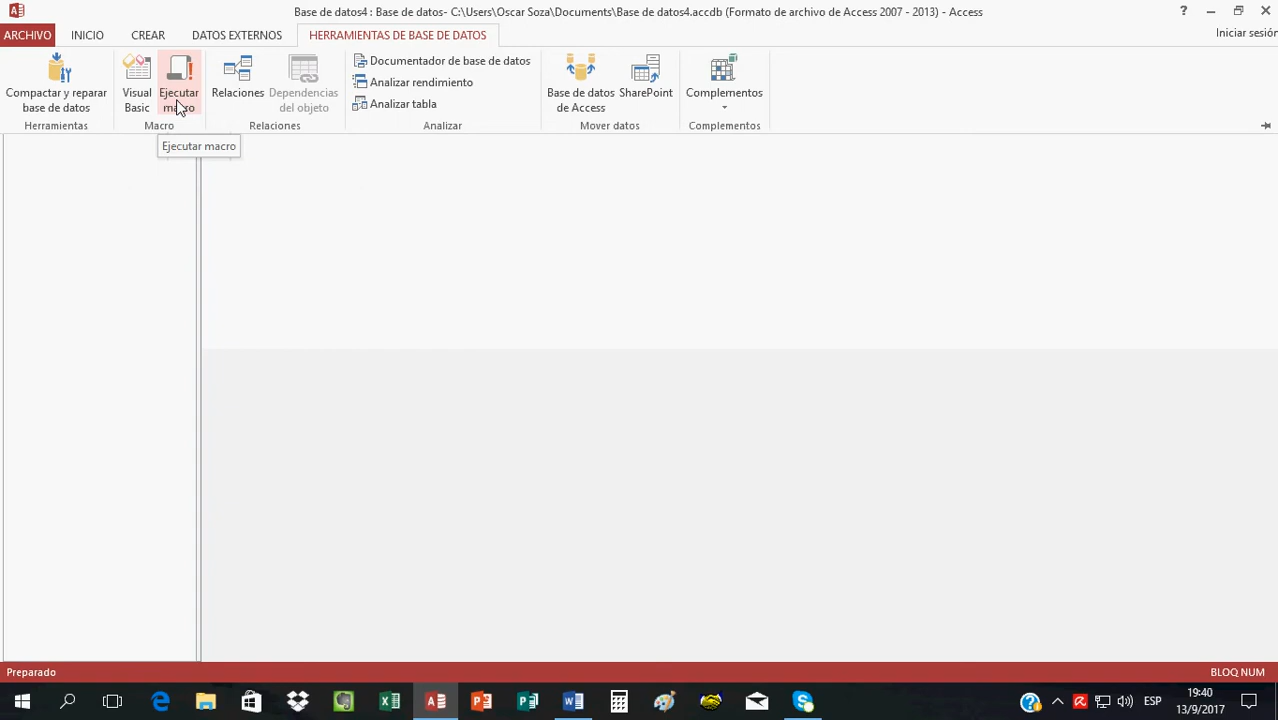 Base de datos4 : Base de datos- C:\Users\Oscar Soza\Documents\Base de datos4.accdb (Formato de archivo de Access 2007 - 2013) - Access
ARCHIVO INICIO CREAR DATOS EXTERNOS HERRAMIENTAS DE BASE DE DATOS Iniciar sesión
Compactar y reparar
base de datos
Herramientas
Visual
Basic
Ejecutar
macro
Macro
Relaciones
Dependencias
del objeto
Relaciones
Documentador de base de datos
Analizar rendimiento
Analizar tabla
Analizar
Base de datos
de Access
SharePoint
Mover datos
Complementos
Complementos
Ejecutar macro
Preparado
BLOQ NUM
ESP
19:40
13/9/2017